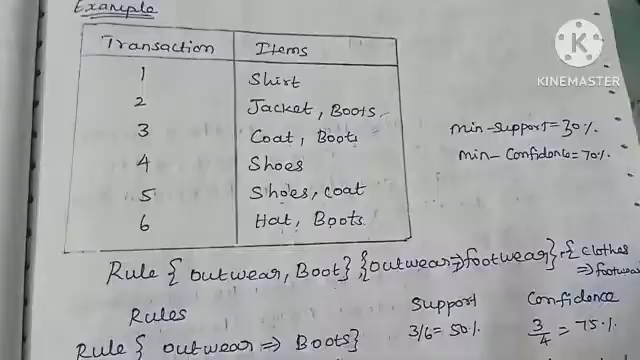 Example
KINEMASTER
Transaction Items
1 Shirt
2 Jacket, Boots
3 Coat, Boots
4 Shoes
5 Shoes, coat
6 Hat, Boots
min-support=30%
min-Confidence=70%
Rule { outwear, Boot} {outwear⇒footwear}, { clothes
⇒ footwear
Rules Support Confidence
Rule { outwear ⇒ Boots} 3/6=50% 3/4 = 75%